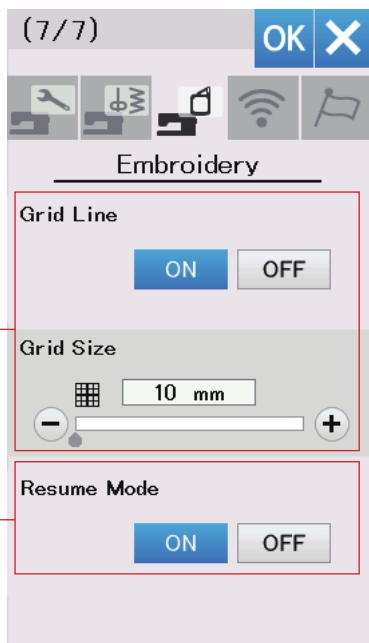 (7/7)
OK
Embroidery
Grid Line
ON OFF
Grid Size
10 mm
Resume Mode
ON OFF